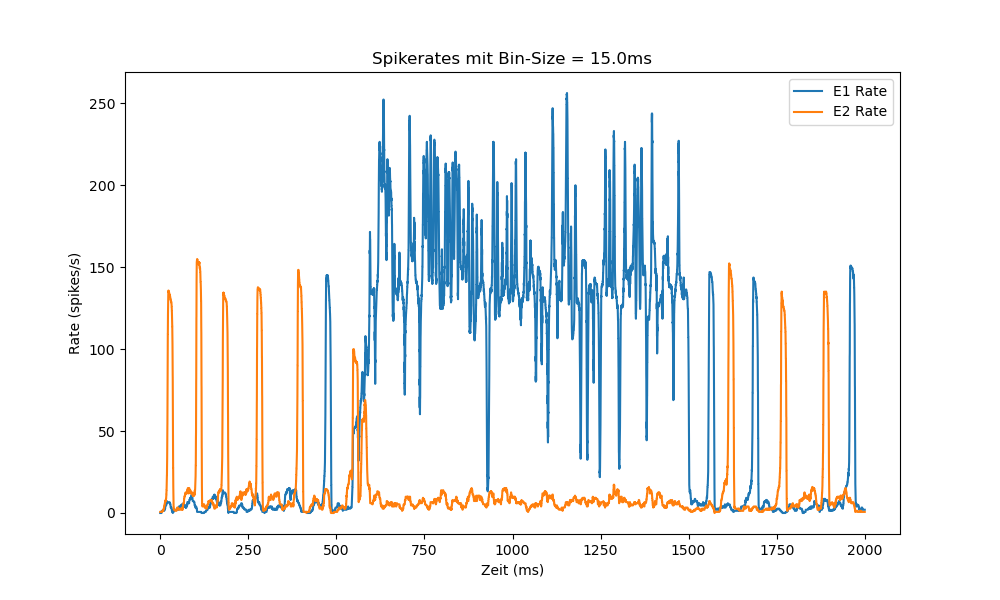 Spikerates mit Bin-Size = 15.0ms
E1 Rate
E2 Rate
Rate (spikes/s)
250
200
150
100
50
0
0 250 500 750 1000 1250 1500 1750 2000
Zeit (ms)